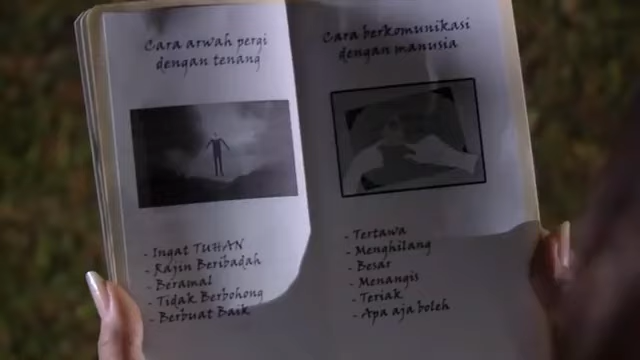 Cara arwah pergi
dengan tenang
- Ingat TUHAN
- Rajin Beribadah
- Beramal
- Tidak Berbohong
- Berbuat Baik
Cara berkomunikasi
dengan manusia
- Tertawa
- Menghilang
- Besar
- Menangis
- Teriak
- Apa aja boleh